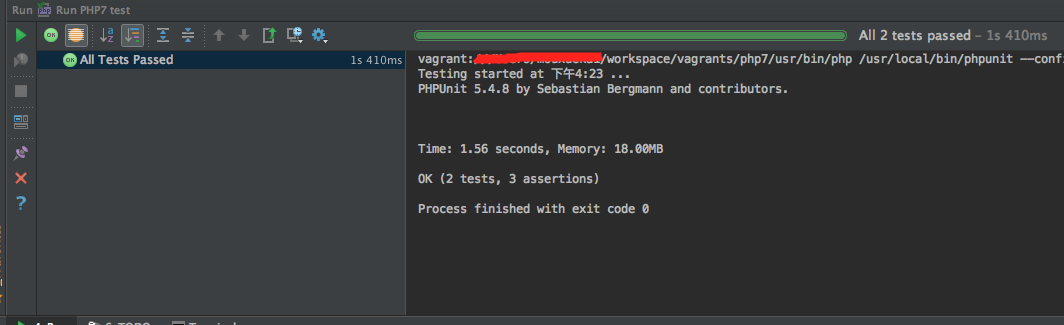 Run Run PHP7 test
All 2 tests passed – 1s 410ms
All Tests Passed 1s 410ms
vagrant: /workspace/vagrants/php7/usr/bin/php /usr/local/bin/phpunit --conf
Testing started at 下午4:23 ...
PHPUnit 5.4.8 by Sebastian Bergmann and contributors.
Time: 1.56 seconds, Memory: 18.00MB
OK (2 tests, 3 assertions)
Process finished with exit code 0